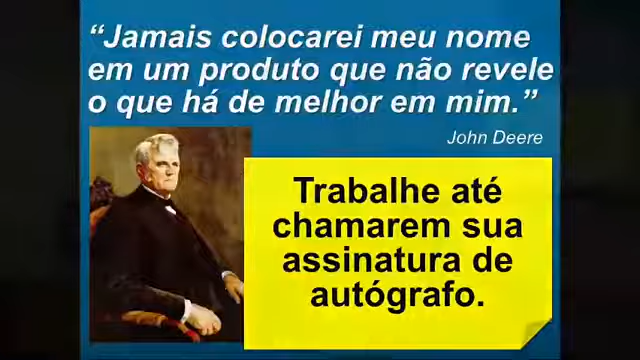 “Jamais colocarei meu nome
em um produto que não revele
o que há de melhor em mim.”
John Deere
Trabalhe até
chamarem sua
assinatura de
autógrafo.